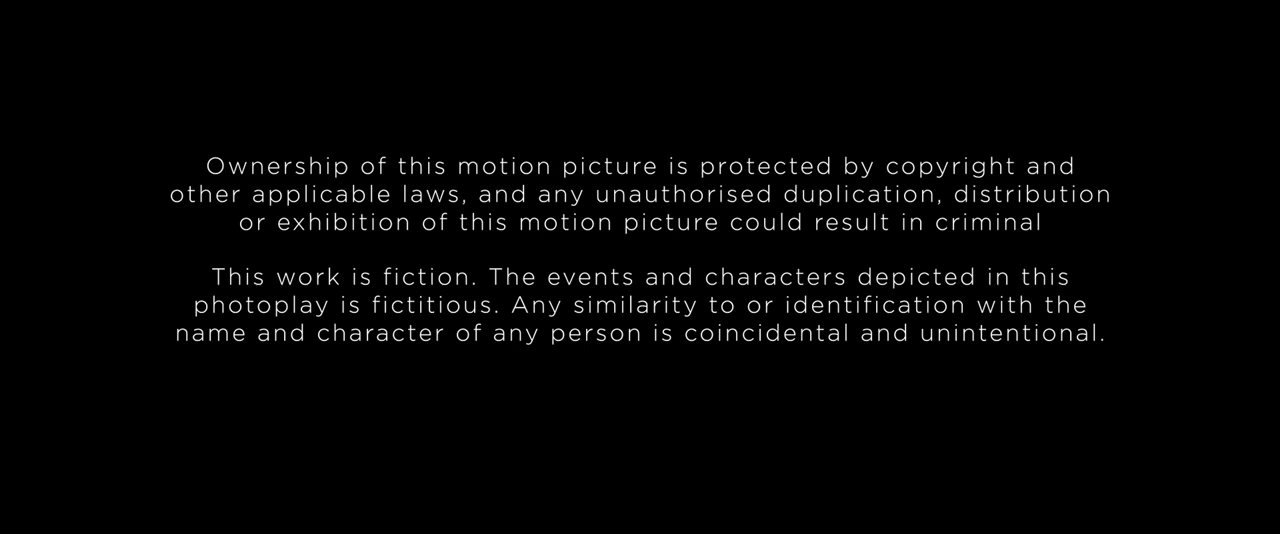 Ownership of this motion picture is protected by copyright and
other applicable laws, and any unauthorised duplication, distribution
or exhibition of this motion picture could result in criminal
This work is fiction. The events and characters depicted in this
photoplay is fictitious. Any similarity to or identification with the
name and character of any person is coincidental and unintentional.